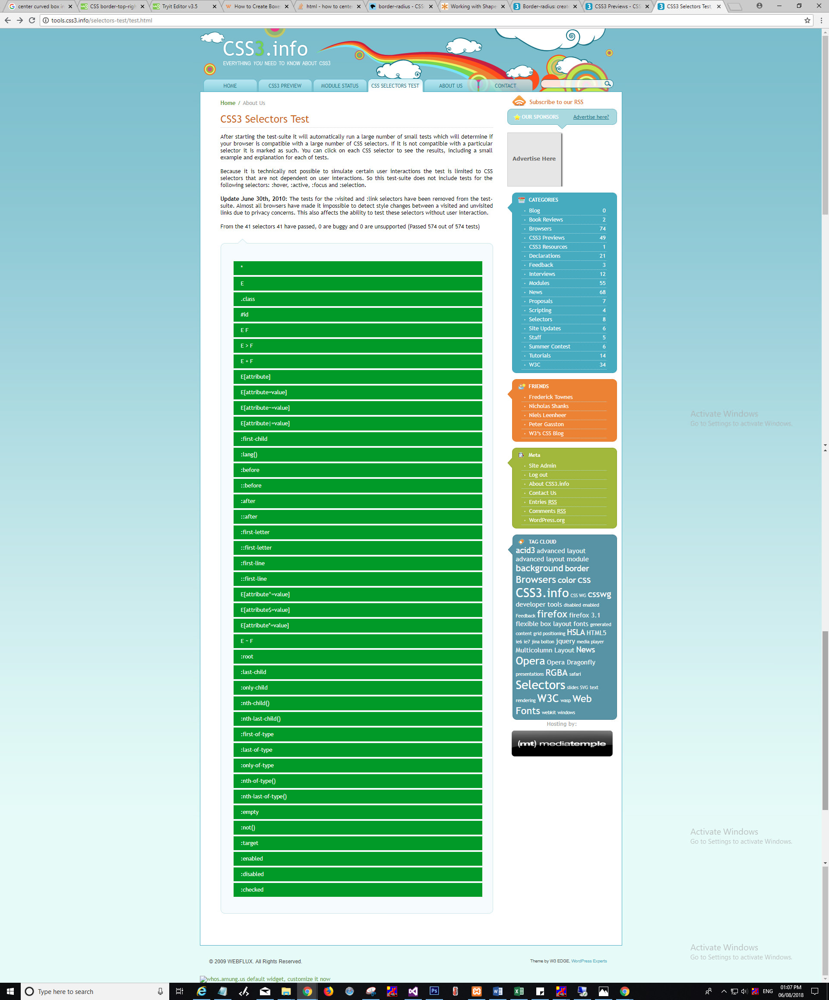 center curved box in
CSS border-top-righ
Tryit Editor v3.5
How to Create Boxe
html - how to cente
border-radius - CSS
Working with Shape
Border-radius: creat
CSS3 Previews - CSS
CSS3 Selectors Test
tools.css3.info/selectors-test/test.html
CSS3.info
EVERYTHING YOU NEED TO KNOW ABOUT CSS3
HOME
CSS3 PREVIEW
MODULE STATUS
CSS SELECTORS TEST
ABOUT US
CONTACT
Home / About Us
CSS3 Selectors Test
After starting the test-suite it will automatically run a large number of small tests which will determine if
your browser is compatible with a large number of CSS selectors. If it is not compatible with a particular
selector it is marked as such. You can click on each CSS selector to see the results, including a small
example and explanation for each of tests.
Because it is technically not possible to simulate certain user interactions the test is limited to CSS
selectors that are not dependent on user interactions. So this test-suite does not include tests for the
following selectors: :hover, :active, :focus and :selection.
Update June 30th, 2010: The tests for the :visited and :link selectors have been removed from the test-
suite. Almost all browsers have made it impossible to detect style changes between a visited and unvisited
links due to privacy concerns. This also affects the ability to test these selectors without user interaction.
From the 41 selectors 41 have passed, 0 are buggy and 0 are unsupported (Passed 574 out of 574 tests)
*
E
.class
#id
E F
E > F
E + F
E[attribute]
E[attribute=value]
E[attribute~=value]
E[attribute|=value]
:first-child
:lang()
:before
::before
:after
::after
:first-letter
::first-letter
:first-line
::first-line
E[attribute^=value]
E[attribute$=value]
E[attribute*=value]
E ~ F
:root
:last-child
:only-child
:nth-child()
:nth-last-child()
:first-of-type
:last-of-type
:only-of-type
:nth-of-type()
:nth-last-of-type()
:empty
:not()
:target
:enabled
:disabled
:checked
Subscribe to our RSS
OUR SPONSORS Advertise here?
Advertise Here
CATEGORIES
Blog 0
Book Reviews 2
Browsers 74
CSS3 Previews 49
CSS3 Resources 1
Declarations 21
Feedback 3
Interviews 12
Modules 55
News 68
Proposals 7
Scripting 4
Selectors 8
Site Updates 6
Staff 5
Summer Contest 6
Tutorials 14
W3C 34
FRIENDS
Frederick Townes
Nicholas Shanks
Niels Leenheer
Peter Gasston
W3's CSS Blog
Meta
Site Admin
Log out
About CSS3.info
Contact Us
Entries RSS
Comments RSS
WordPress.org
TAG CLOUD
acid3 advanced layout
advanced layout module
background border
Browsers color css
CSS3.info CSS WG csswg
developer tools disabled enabled
Feedback firefox firefox 3.1
flexible box layout fonts generated
content grid positioning HSLA HTML5
ie6 ie7 jina bolton jquery media player
Multicolumn Layout News
Opera Opera Dragonfly
presentations RGBA safari
Selectors slides SVG text
rendering W3C wasp Web
Fonts webkit windows
Hosting by:
(mt) mediatemple
Activate Windows
Go to Settings to activate Windows.
Activate Windows
Go to Settings to activate Windows.
Activate Windows
Go to Settings to activate Windows.
© 2009 WEBFLUX. All Rights Reserved.
Theme by W3 EDGE, WordPress Experts
whos.amung.us default widget, customize it now
Type here to search
ENG
01:07 PM
06/08/2018